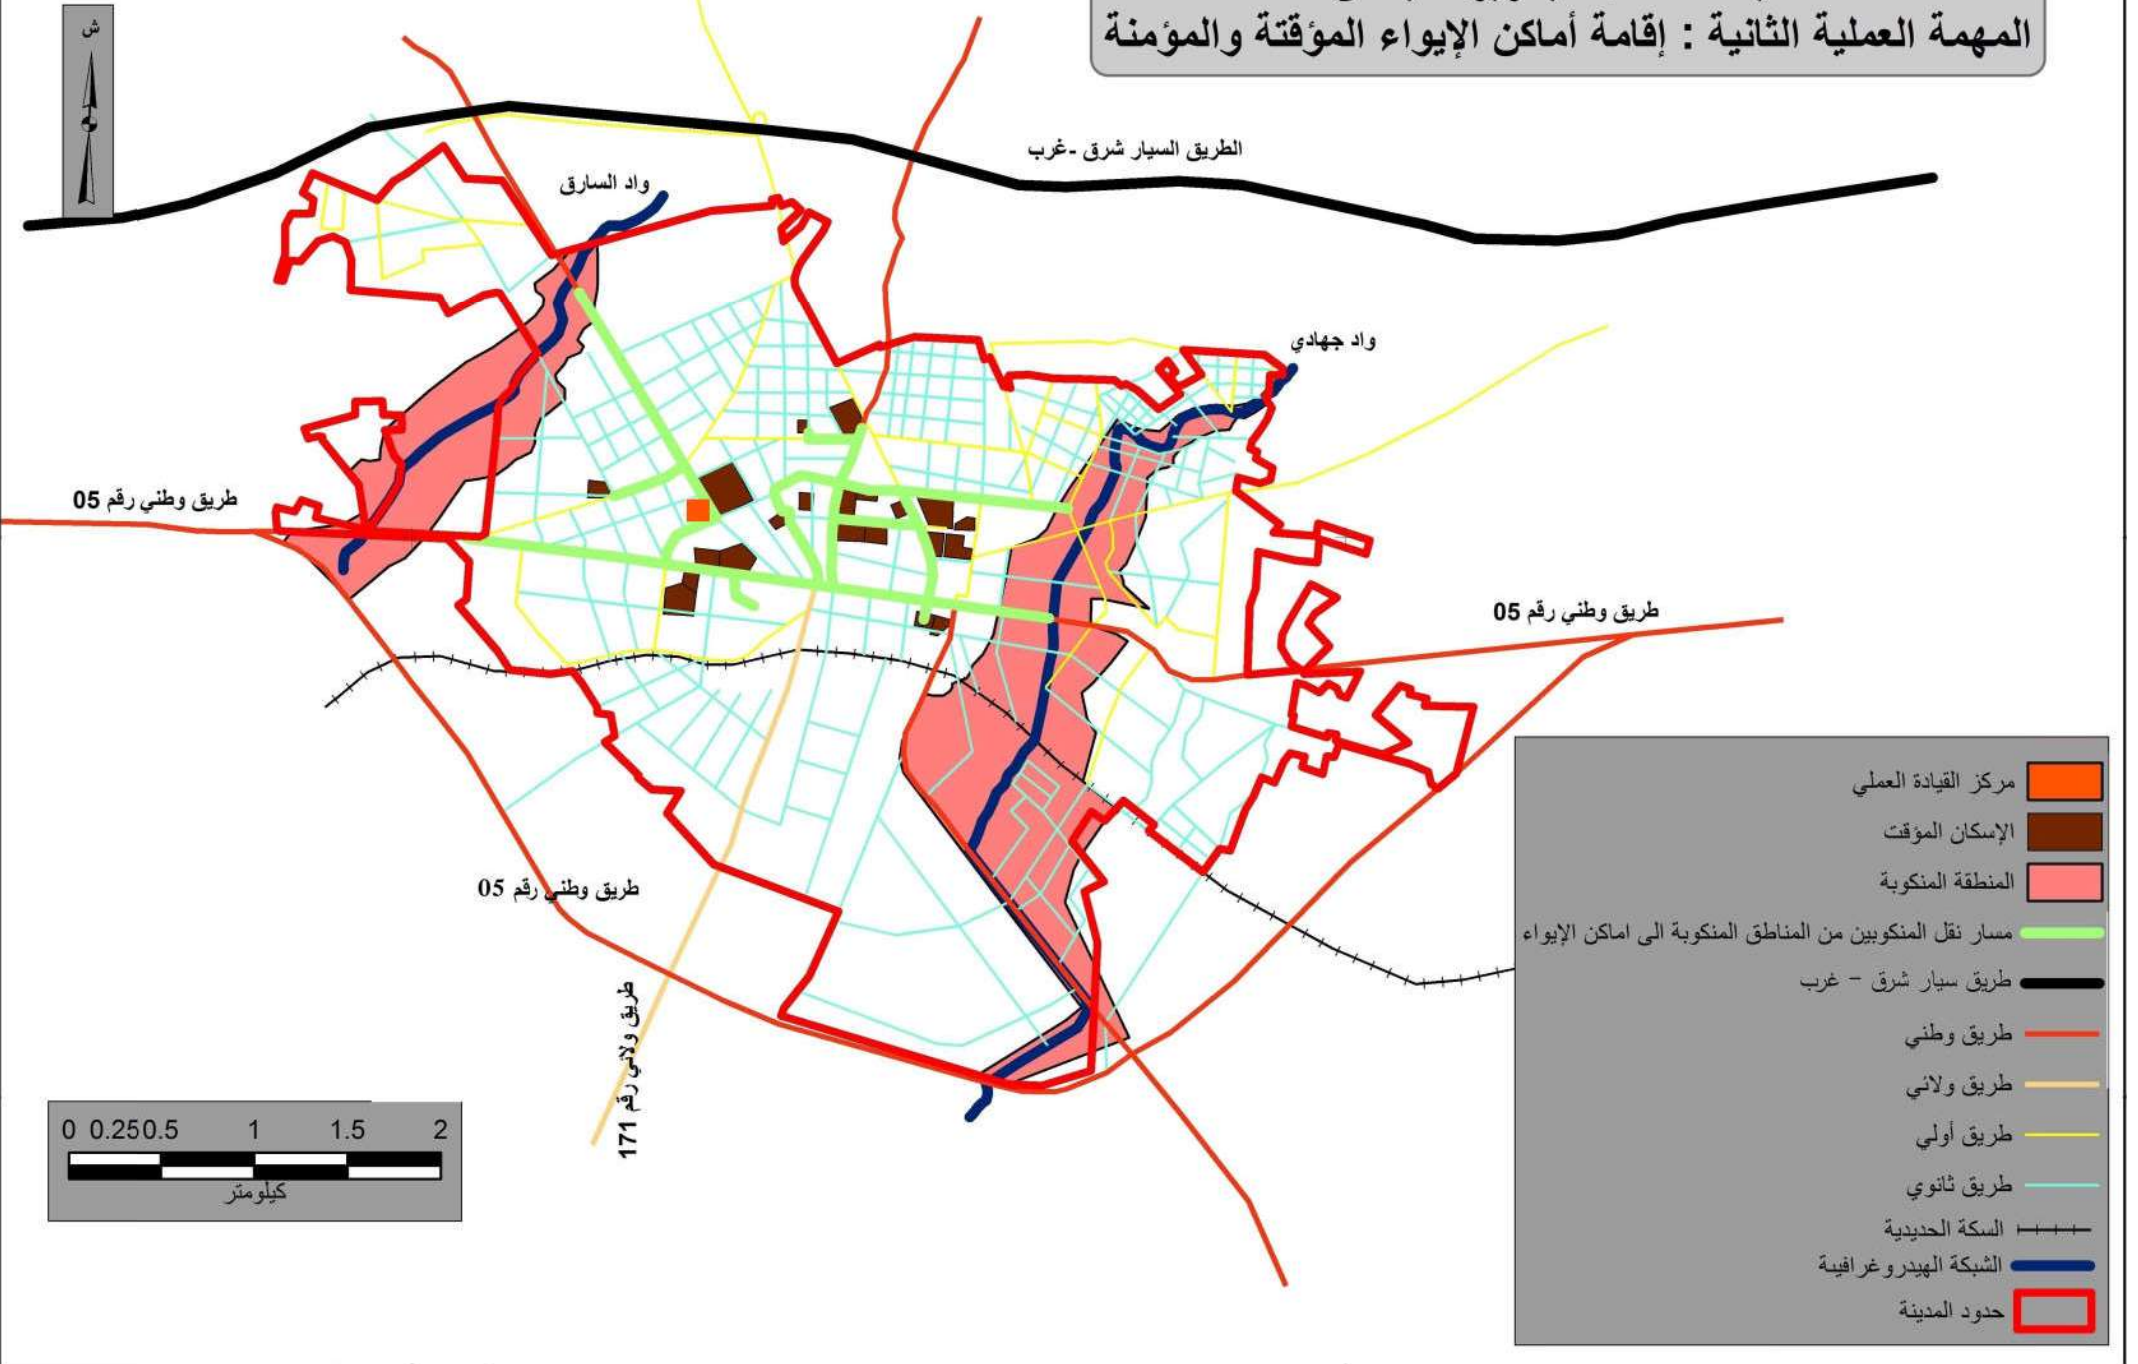 المهمة العملية الثانية : إقامة أماكن الإيواء المؤقتة والمؤمنة
ش
الطريق السيار شرق -غرب
واد السارق
واد جهادي
طريق وطني رقم 05
طريق وطني رقم 05
طريق وطني رقم 05
طريق ولائي رقم 171
مركز القيادة العملي
الإسكان المؤقت
المنطقة المنكوبة
مسار نقل المنكوبين من المناطق المنكوبة الى اماكن الإيواء
طريق سيار شرق - غرب
طريق وطني
طريق ولائي
طريق أولي
طريق ثانوي
السكة الحديدية
الشبكة الهيدروغرافيىة
حدود المدينة
0 0.25 0.5 1 1.5 2
كيلومتر